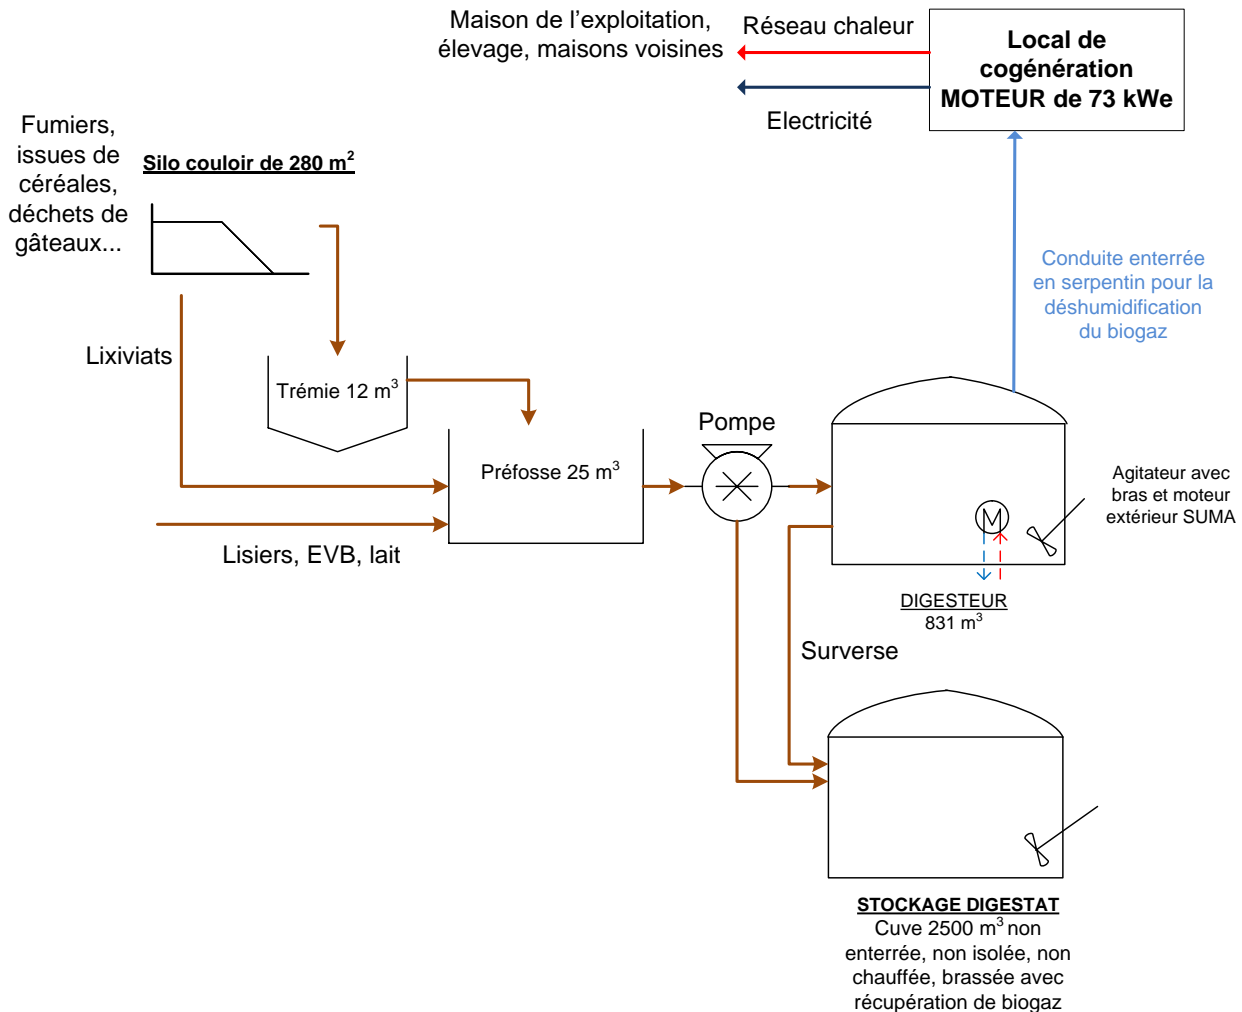 Maison de l'exploitation,
élevage, maisons voisines
Réseau chaleur
Electricité
Local de
cogénération
MOTEUR de 73 kWe
Fumiers,
issues de
céréales,
déchets de
gâteaux...
Silo couloir de 280 m²
Conduite enterrée
en serpentin pour la
déshumidification
du biogaz
Lixiviats
Trémie 12 m³
Préfosse 25 m³
Pompe
Lisiers, EVB, lait
Agitateur avec
bras et moteur
extérieur SUMA
M
DIGESTEUR
831 m³
Surverse
STOCKAGE DIGESTAT
Cuve 2500 m³ non
enterrée, non isolée, non
chauffée, brassée avec
récupération de biogaz